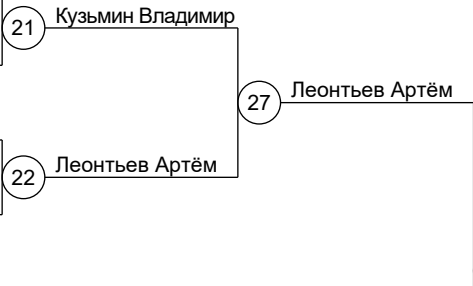 21 Кузьмин Владимир
27 Леонтьев Артём
22 Леонтьев Артём